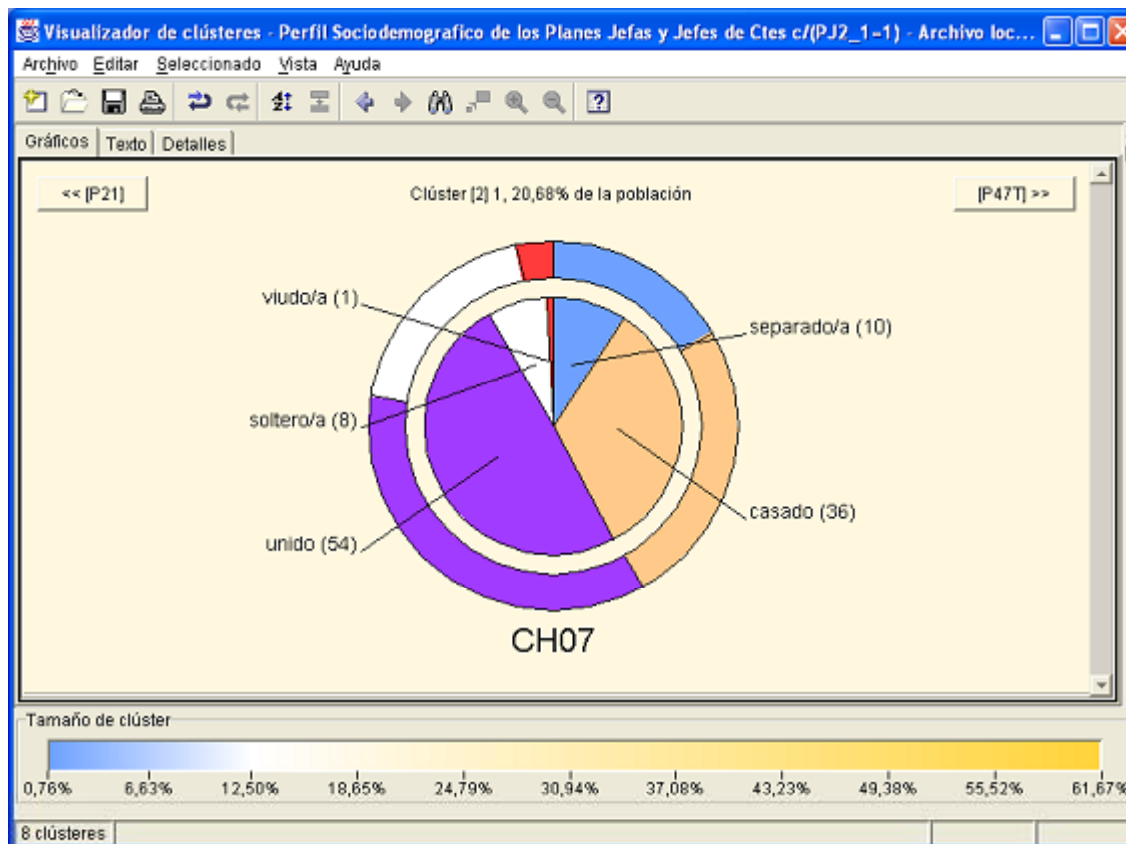 Visualizador de clústeres - Perfil Sociodemografico de los Planes Jefas y Jefes de Ctes c/(PJ2_1=1) - Archivo loc...
Archivo Editar Seleccionado Vista Ayuda
Gráficos Texto Detalles
<< [P21] Clúster [2] 1, 20,68% de la población [P47T] >>
viudo/a (1)
separado/a (10)
soltero/a (8)
casado (36)
unido (54)
CH07
Tamaño de clúster
0,76% 6,63% 12,50% 18,65% 24,79% 30,94% 37,08% 43,23% 49,38% 55,52% 61,67%
8 clústeres